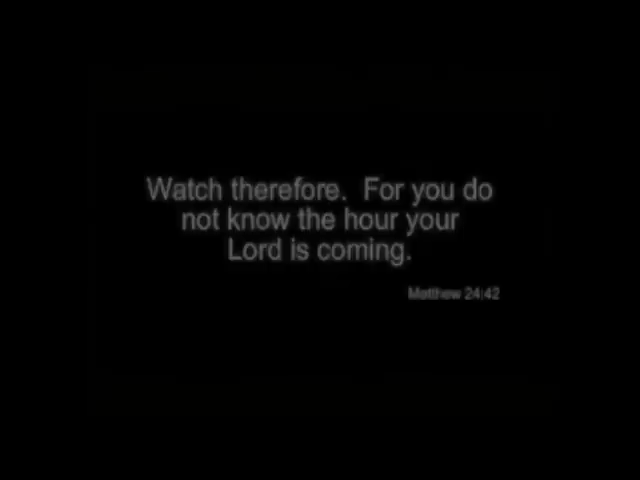 Watch therefore.  For you do
not know the hour your
Lord is coming.
Matthew 24:42